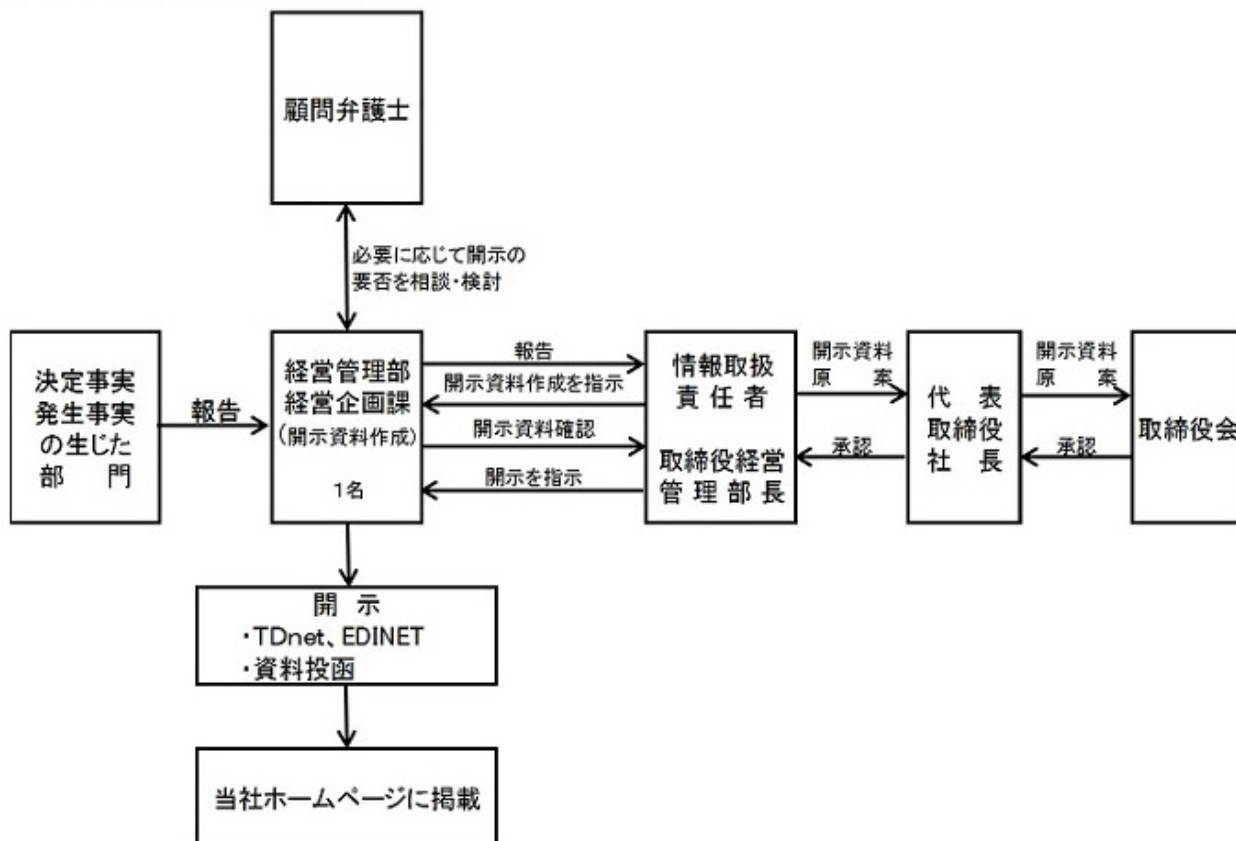 顧問弁護士
必要に応じて開示の
要否を相談・検討
決定事実
発生事実
の生じた
部門
報告
経営管理部
経営企画課
(開示資料作成)
1名
報告
開示資料作成を指示
開示資料確認
開示を指示
情報取扱
責任者
取締役経営
管理部長
開示資料
原案
承認
代表
取締役
社長
開示資料
原案
承認
取締役会
開示
・TDnet、EDINET
・資料投函
当社ホームページに掲載